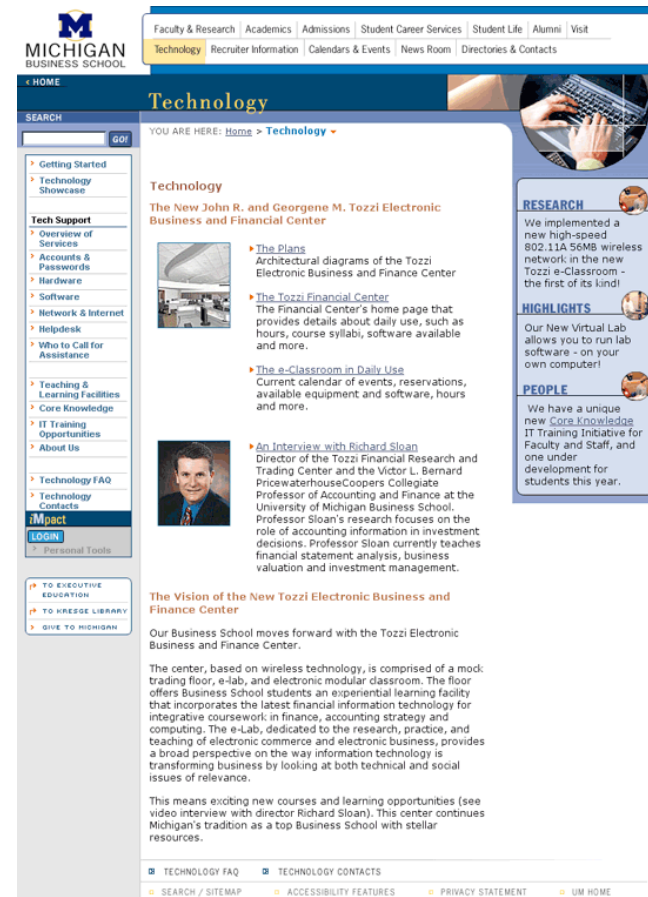 M
MICHIGAN
BUSINESS SCHOOL
Faculty & Research | Academics | Admissions | Student Career Services | Student Life | Alumni | Visit
Technology | Recruiter Information | Calendars & Events | News Room | Directories & Contacts
‹ HOME
Technology
SEARCH
GO!
YOU ARE HERE: Home > Technology
Getting Started
Technology
Showcase
Tech Support
Overview of
Services
Accounts &
Passwords
Hardware
Software
Network & Internet
Helpdesk
Who to Call for
Assistance
Teaching &
Learning Facilities
Core Knowledge
IT Training
Opportunities
About Us
Technology FAQ
Technology
Contacts
iMpact
LOGIN
> Personal Tools
TO EXECUTIVE
EDUCATION
TO KRESGE LIBRARY
GIVE TO MICHIGAN
Technology
The New John R. and Georgene M. Tozzi Electronic
Business and Financial Center
The Plans
Architectural diagrams of the Tozzi
Electronic Business and Finance Center
The Tozzi Financial Center
The Financial Center's home page that
provides details about daily use, such as
hours, course syllabi, software available
and more.
The e-Classroom in Daily Use
Current calendar of events, reservations,
available equipment and software, hours
and more.
An Interview with Richard Sloan
Director of the Tozzi Financial Research and
Trading Center and the Victor L. Bernard
PricewaterhouseCoopers Collegiate
Professor of Accounting and Finance at the
University of Michigan Business School.
Professor Sloan's research focuses on the
role of accounting information in investment
decisions. Professor Sloan currently teaches
financial statement analysis, business
valuation and investment management.
The Vision of the New Tozzi Electronic Business and
Finance Center
Our Business School moves forward with the Tozzi Electronic
Business and Finance Center.
The center, based on wireless technology, is comprised of a mock
trading floor, e-lab, and electronic modular classroom. The floor
offers Business School students an experiential learning facility
that incorporates the latest financial information technology for
integrative coursework in finance, accounting strategy and
computing. The e-Lab, dedicated to the research, practice, and
teaching of electronic commerce and electronic business, provides
a broad perspective on the way information technology is
transforming business by looking at both technical and social
issues of relevance.
This means exciting new courses and learning opportunities (see
video interview with director Richard Sloan). This center continues
Michigan's tradition as a top Business School with stellar
resources.
RESEARCH
We implemented a
new high-speed
802.11A 56MB wireless
network in the new
Tozzi e-Classroom -
the first of its kind!
HIGHLIGHTS
Our New Virtual Lab
allows you to run lab
software - on your
own computer!
PEOPLE
We have a unique
new Core Knowledge
IT Training Initiative for
Faculty and Staff, and
one under
development for
students this year.
TECHNOLOGY FAQ TECHNOLOGY CONTACTS
SEARCH / SITEMAP ACCESSIBILITY FEATURES PRIVACY STATEMENT UM HOME